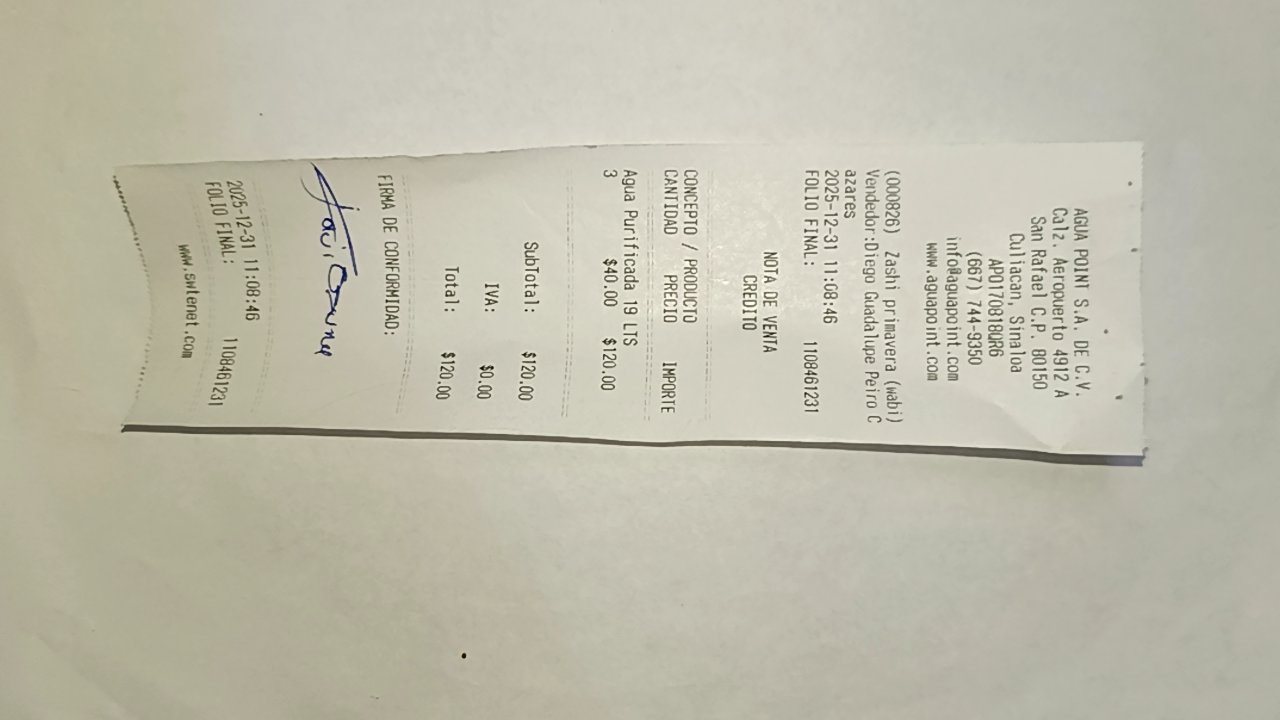 AGUA POINT S.A. DE C.V.
Calz. Aeropuerto 4912 A
San Rafael C.P. 80150
Culiacan, Sinaloa
APO170818QR6
(667) 744-9350
info@aguapoint.com
www.aguapoint.com
(000826) Zashi primavera (wabi)
Vendedor:Diego Guadalupe Peiro C
azares
2025-12-31 11:08:46
FOLIO FINAL: 1108461231
NOTA DE VENTA
CREDITO
CONCEPTO / PRODUCTO
CANTIDAD PRECIO IMPORTE
Agua Purificada 19 LTS
3 $40.00 $120.00
SubTotal: $120.00
IVA: $0.00
Total: $120.00
FIRMA DE CONFORMIDAD:
2025-12-31 11:08:46
FOLIO FINAL: 1108461231
www.swtenet.com